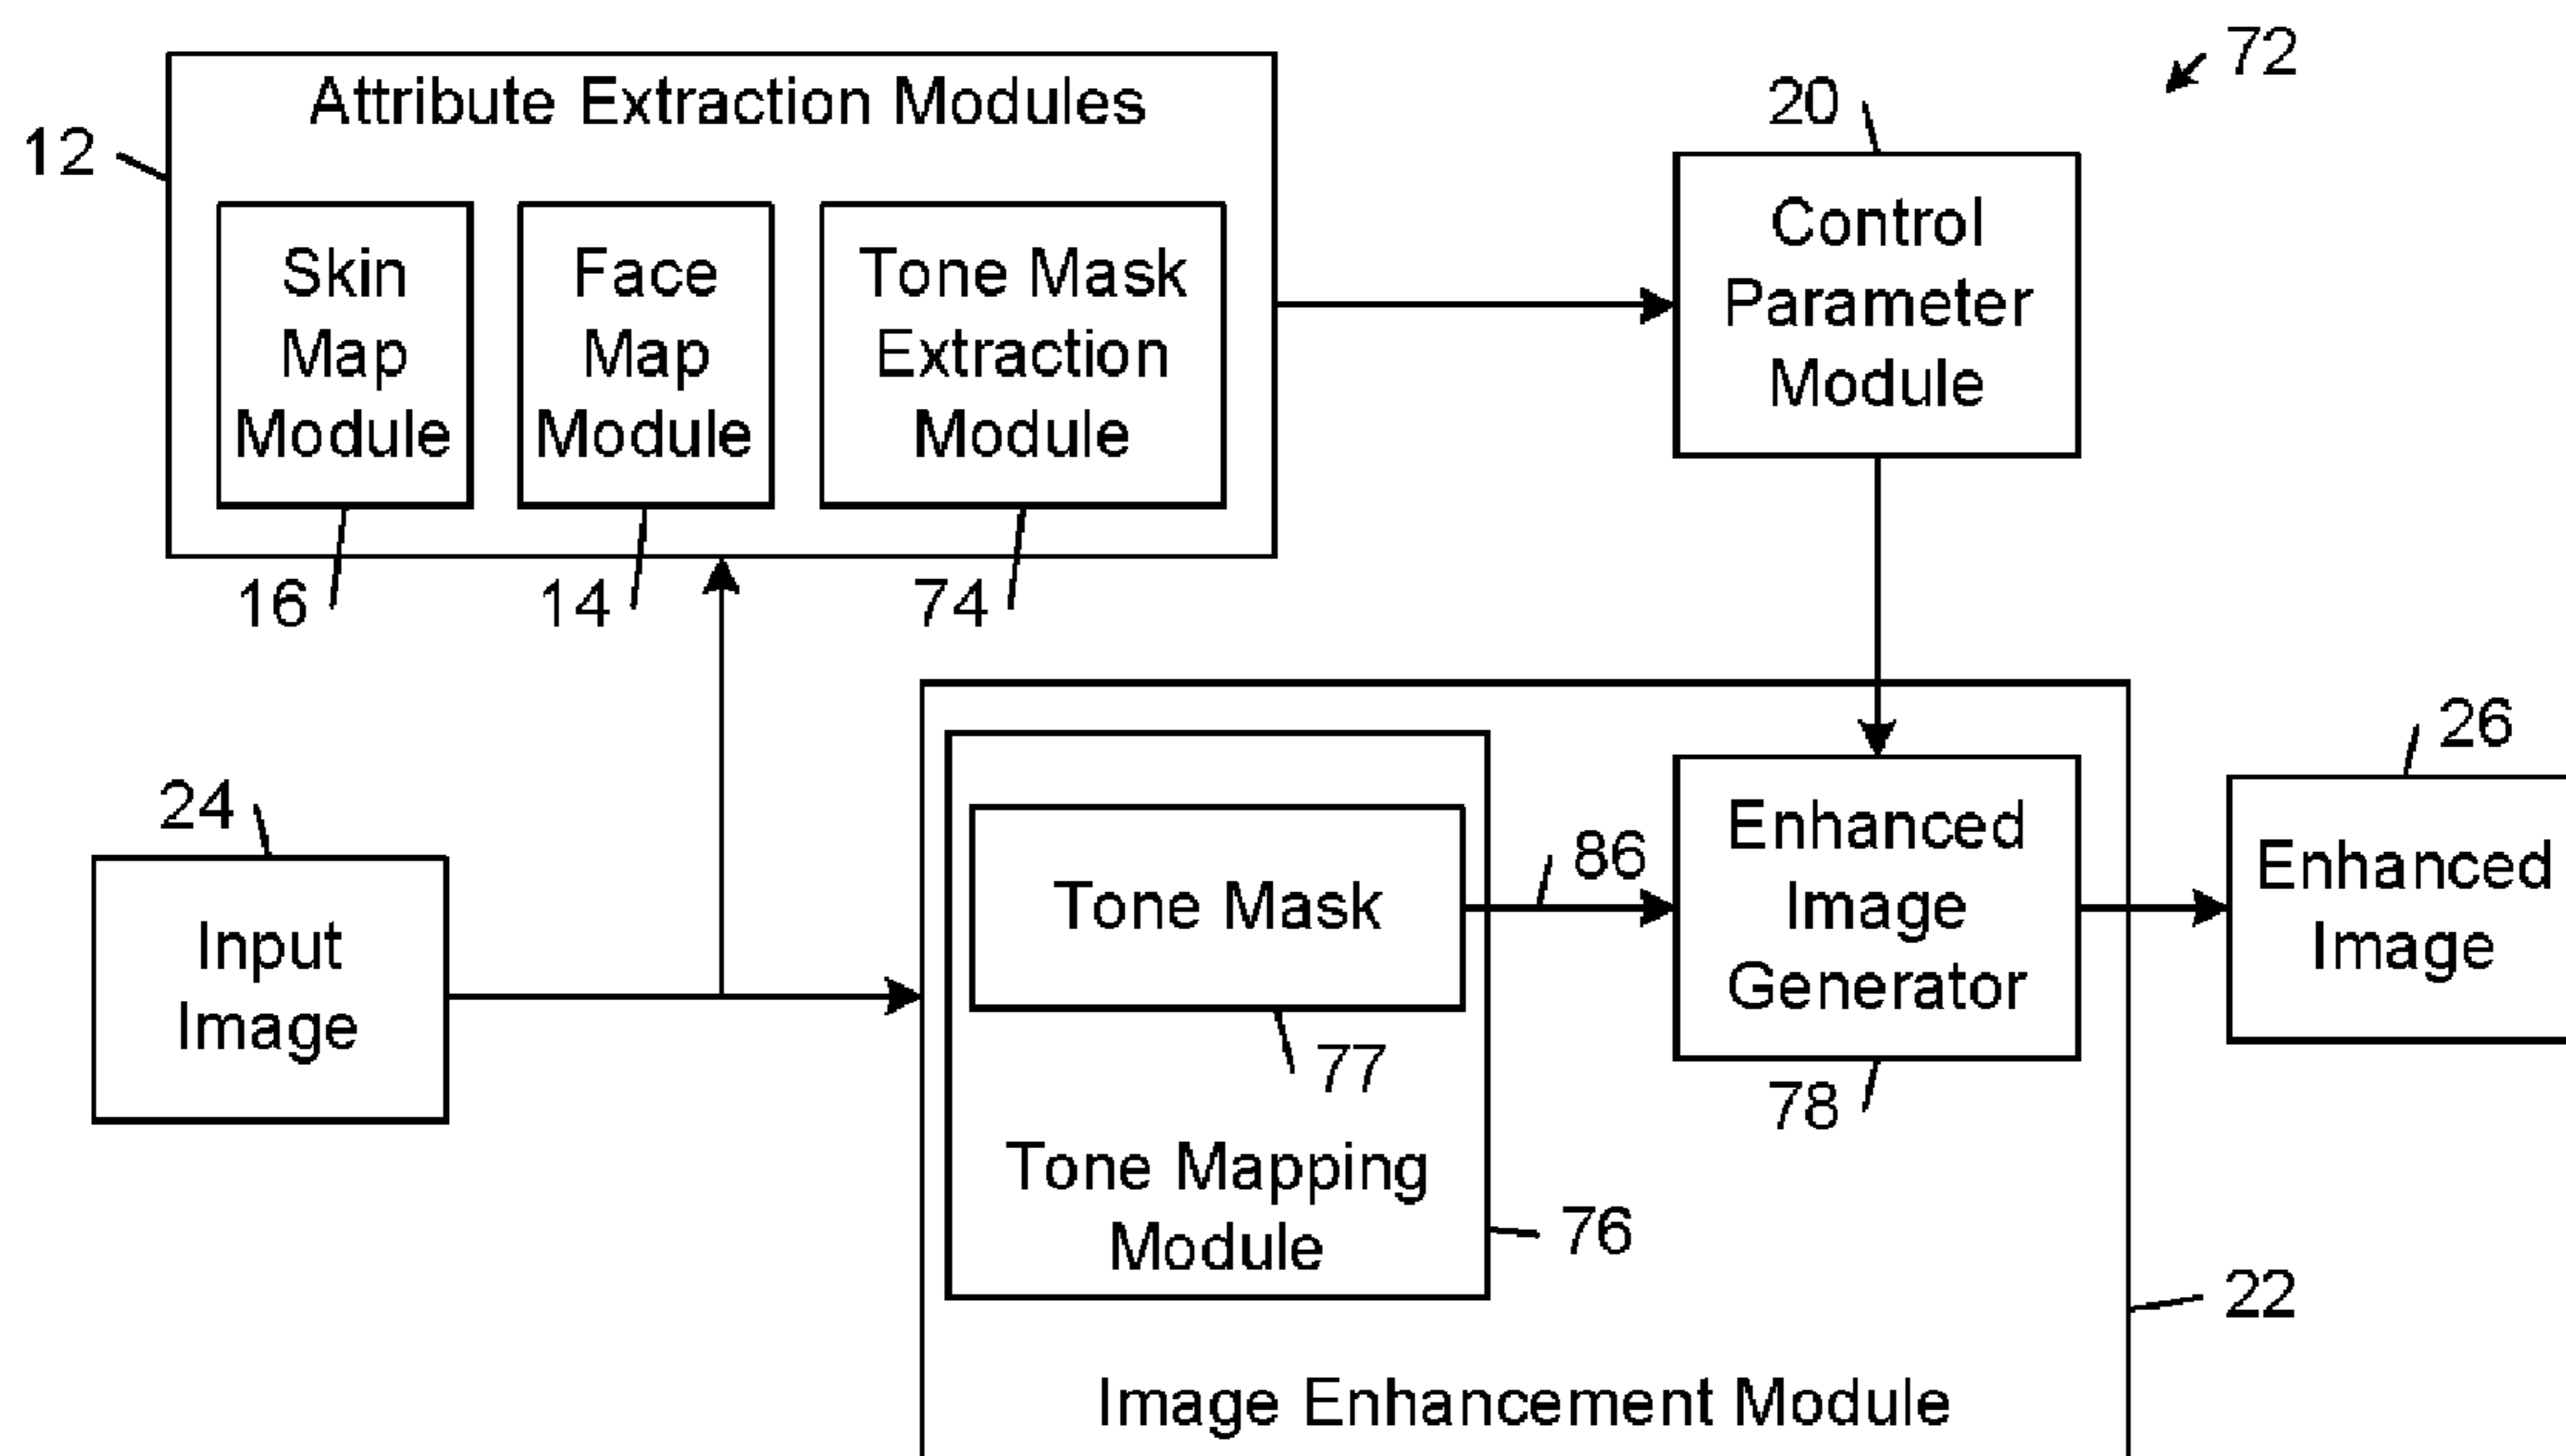 72
Attribute Extraction Modules
20
12
Control
Parameter
Module
Skin
Map
Module
Face
Map
Module
Tone Mask
Extraction
Module
16
14
74
26
24
Input
Image
Tone Mask
86
Enhanced
Image
Generator
Enhanced
Image
77
78
Tone Mapping
Module
76
22
Image Enhancement Module